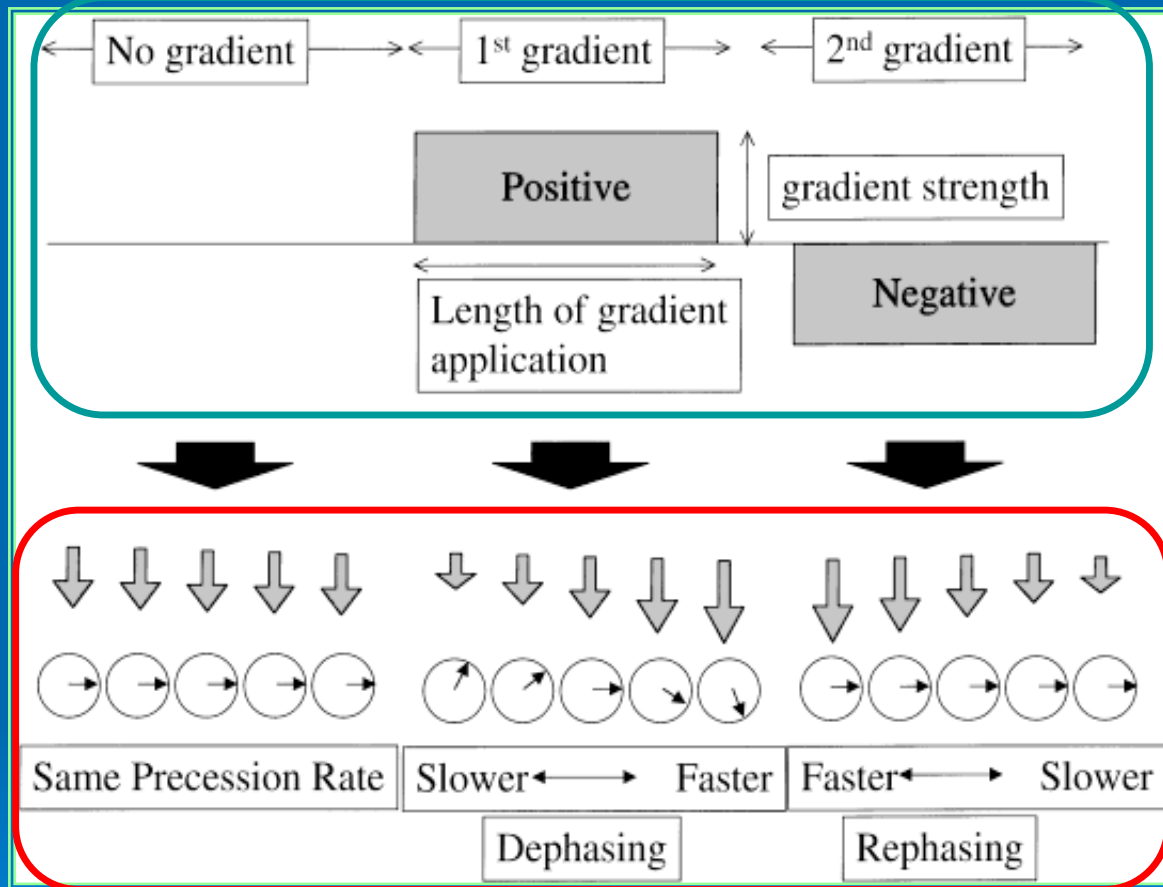 No gradient
1st gradient
2nd gradient
Positive
gradient strength
Length of gradient
application
Negative
Same Precession Rate
Slower
Faster
Faster
Slower
Dephasing
Rephasing